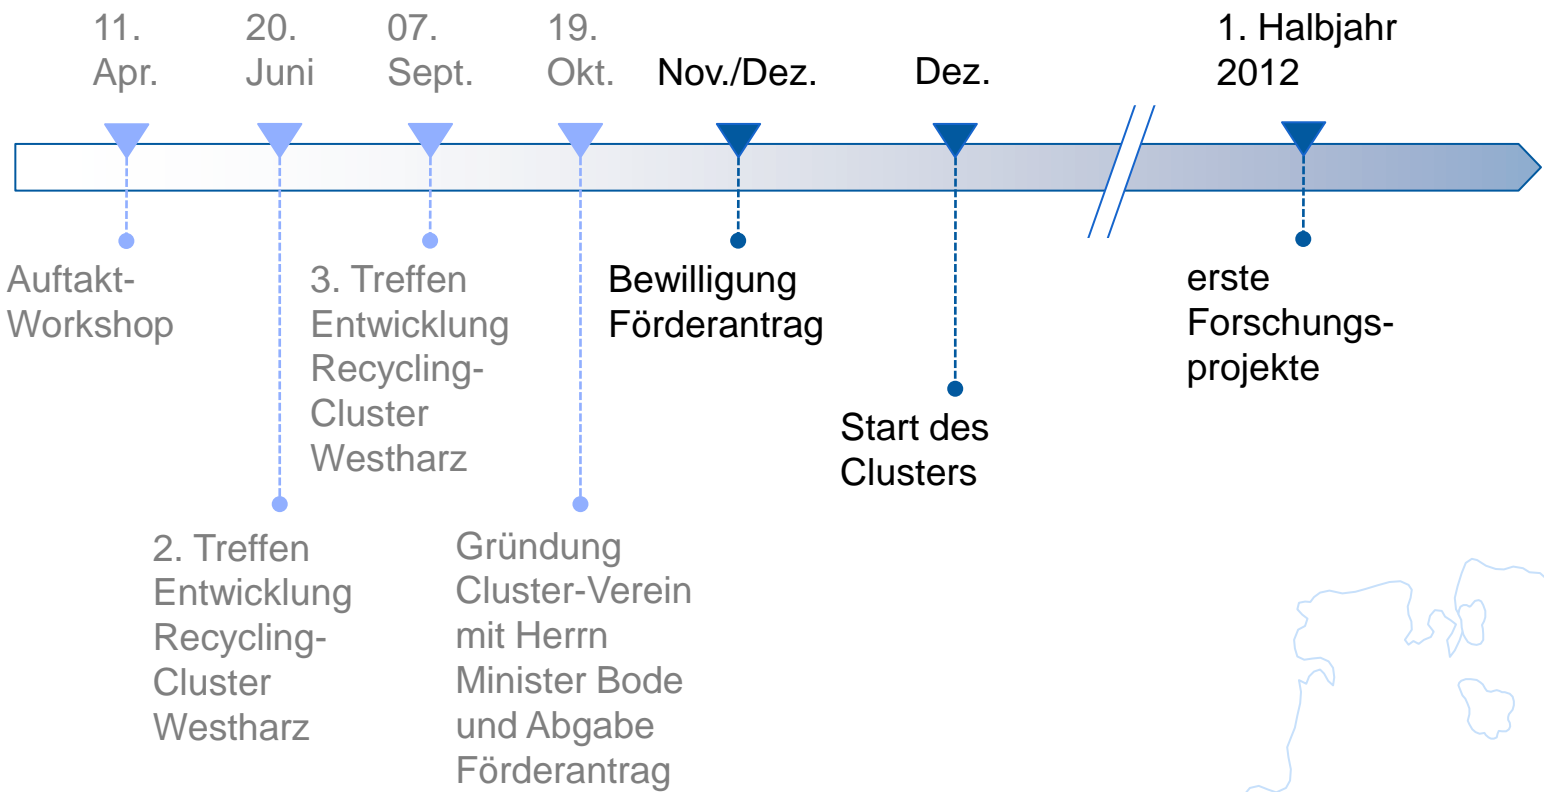 11.
Apr.
20.
Juni
07.
Sept.
19.
Okt.
Nov./Dez.
Dez.
1. Halbjahr
2012
Auftakt-
Workshop
2. Treffen
Entwicklung
Recycling-
Cluster
Westharz
3. Treffen
Entwicklung
Recycling-
Cluster
Westharz
Gründung
Cluster-Verein
mit Herrn
Minister Bode
und Abgabe
Förderantrag
Bewilligung
Förderantrag
Start des
Clusters
erste
Forschungs-
projekte